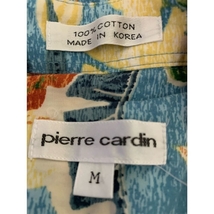 100% COTTON
MADE IN KOREA
pierre cardin
M